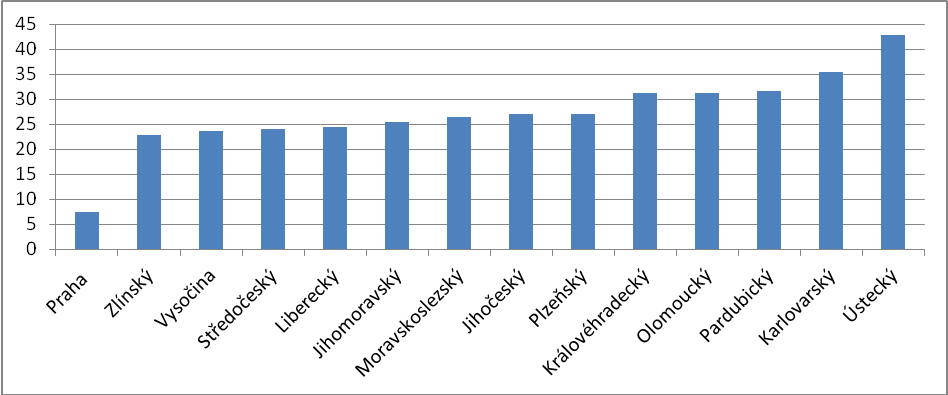 45
40
35
30
25
20
15
10
5
0
Praha
Zlínský
Vysočina
Středočeský
Liberecký
Jihomoravský
Moravskoslezský
Jihočeský
Plzeňský
Královéhradecký
Olomoucký
Pardubický
Karlovarský
Ústecký